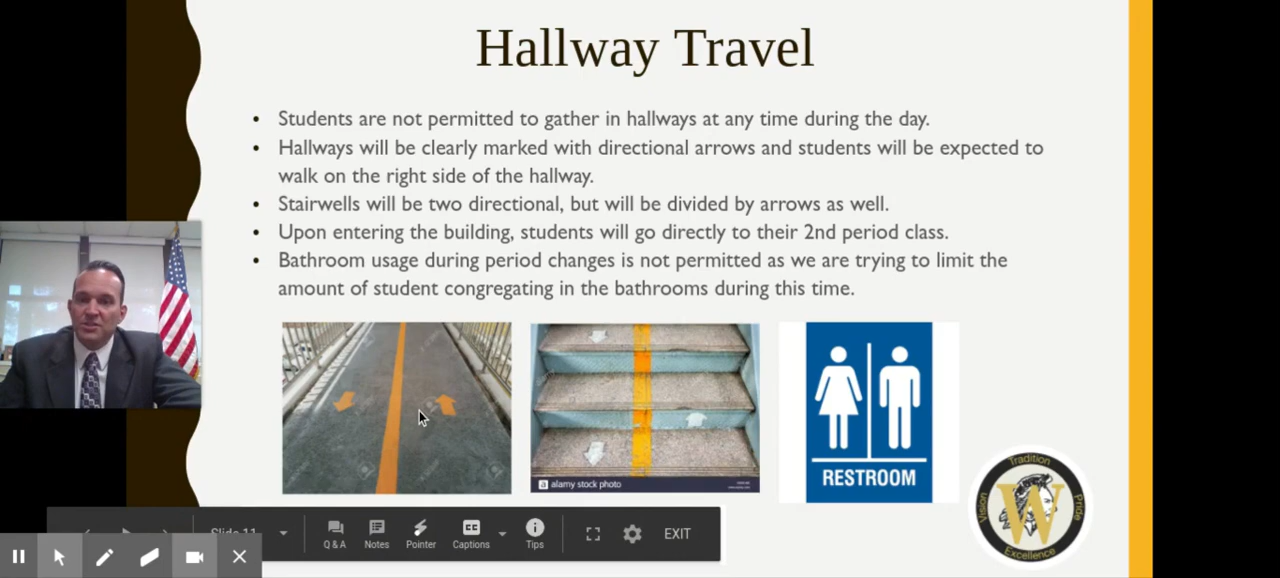 Hallway Travel
• Students are not permitted to gather in hallways at any time during the day.
• Hallways will be clearly marked with directional arrows and students will be expected to
walk on the right side of the hallway.
• Stairwells will be two directional, but will be divided by arrows as well.
• Upon entering the building, students will go directly to their 2nd period class.
• Bathroom usage during period changes is not permitted as we are trying to limit the
amount of student congregating in the bathrooms during this time.
a alamy stock photo
RESTROOM
Tradition
Vision
W
Pride
Excellence
Slide 11
Q & A
Notes
Pointer
CC
Captions
Tips
EXIT